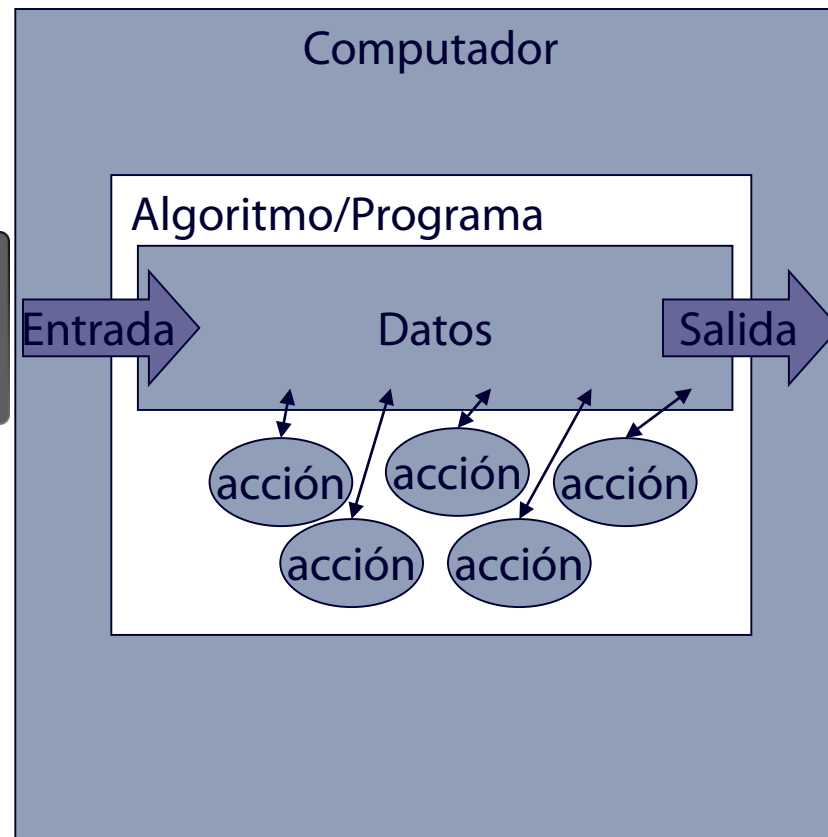 Computador
Algoritmo/Programa
Entrada
Datos
Salida
acción
acción
acción
acción
acción